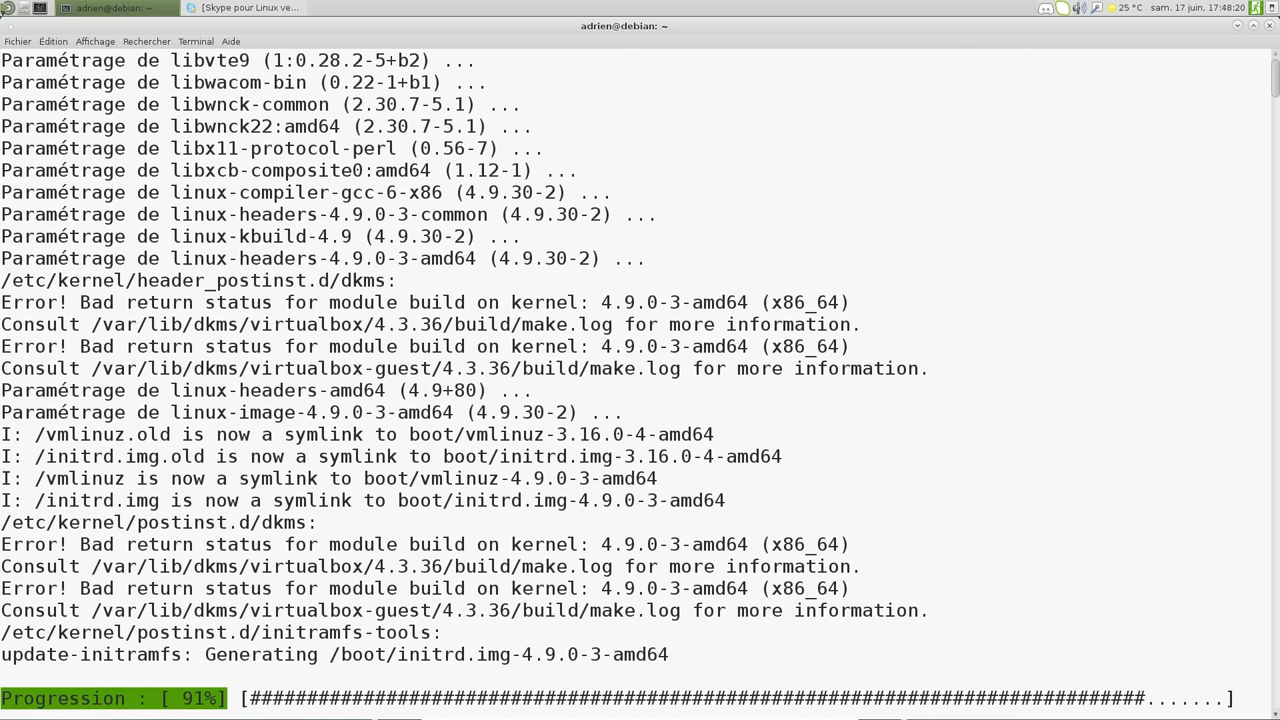 adrien@debian: ~
[Skype pour Linux ve...
25 °C
sam. 17 juin, 17:48:20
adrien@debian: ~
Fichier Édition Affichage Rechercher Terminal Aide
Paramétrage de libvte9 (1:0.28.2-5+b2) ...
Paramétrage de libwacom-bin (0.22-1+b1) ...
Paramétrage de libwnck-common (2.30.7-5.1) ...
Paramétrage de libwnck22:amd64 (2.30.7-5.1) ...
Paramétrage de libx11-protocol-perl (0.56-7) ...
Paramétrage de libxcb-composite0:amd64 (1.12-1) ...
Paramétrage de linux-compiler-gcc-6-x86 (4.9.30-2) ...
Paramétrage de linux-headers-4.9.0-3-common (4.9.30-2) ...
Paramétrage de linux-kbuild-4.9 (4.9.30-2) ...
Paramétrage de linux-headers-4.9.0-3-amd64 (4.9.30-2) ...
/etc/kernel/header_postinst.d/dkms:
Error! Bad return status for module build on kernel: 4.9.0-3-amd64 (x86_64)
Consult /var/lib/dkms/virtualbox/4.3.36/build/make.log for more information.
Error! Bad return status for module build on kernel: 4.9.0-3-amd64 (x86_64)
Consult /var/lib/dkms/virtualbox-guest/4.3.36/build/make.log for more information.
Paramétrage de linux-headers-amd64 (4.9+80) ...
Paramétrage de linux-image-4.9.0-3-amd64 (4.9.30-2) ...
I: /vmlinuz.old is now a symlink to boot/vmlinuz-3.16.0-4-amd64
I: /initrd.img.old is now a symlink to boot/initrd.img-3.16.0-4-amd64
I: /vmlinuz is now a symlink to boot/vmlinuz-4.9.0-3-amd64
I: /initrd.img is now a symlink to boot/initrd.img-4.9.0-3-amd64
/etc/kernel/postinst.d/dkms:
Error! Bad return status for module build on kernel: 4.9.0-3-amd64 (x86_64)
Consult /var/lib/dkms/virtualbox/4.3.36/build/make.log for more information.
Error! Bad return status for module build on kernel: 4.9.0-3-amd64 (x86_64)
Consult /var/lib/dkms/virtualbox-guest/4.3.36/build/make.log for more information.
/etc/kernel/postinst.d/initramfs-tools:
update-initramfs: Generating /boot/initrd.img-4.9.0-3-amd64
Progression : [ 91%] [###############################################################################.......]